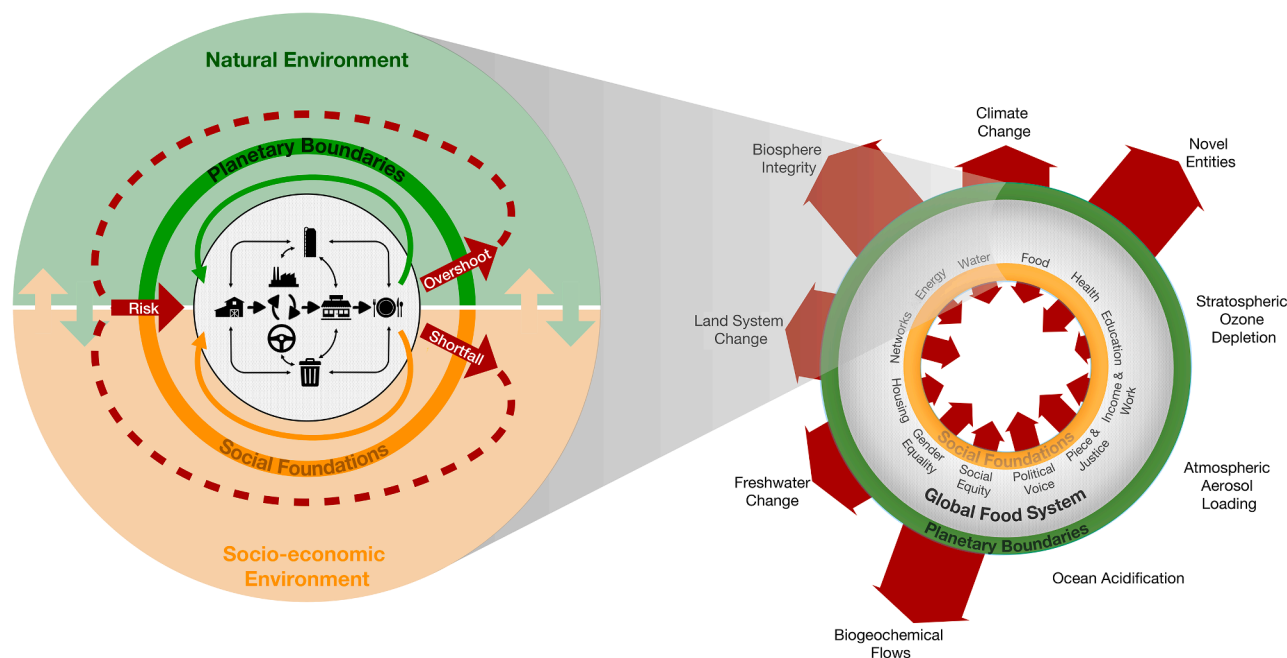 Natural Environment
Planetary Boundaries
Overshoot
Risk
Shortfall
Social Foundations
Socio-economic
Environment
Climate
Change
Novel
Entities
Biosphere
Integrity
Land System
Change
Stratospheric
Ozone
Depletion
Freshwater
Change
Atmospheric
Aerosol
Loading
Ocean Acidification
Biogeochemical
Flows
Water
Food
Energy
Health
Networks
Education
Housing
Income &
Work
Gender
Equality
Social
Equity
Political
Voice
Piece &
Justice
Social Foundations
Global Food System
Planetary Boundaries